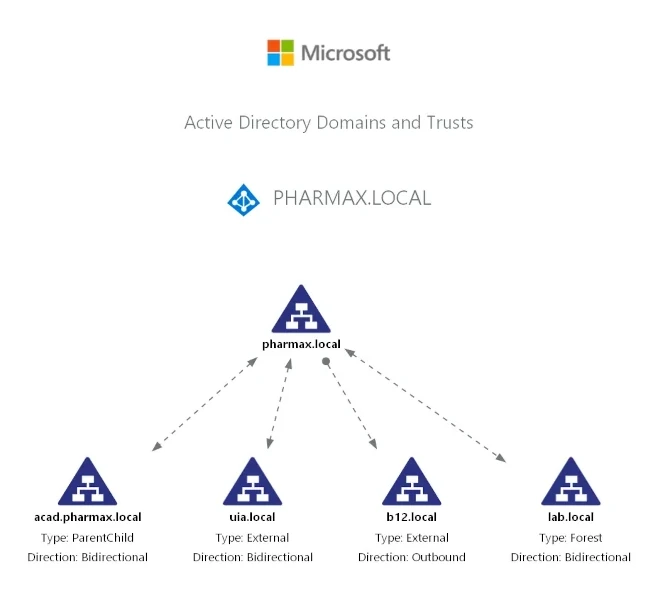 Microsoft
Active Directory Domains and Trusts
PHARMAX.LOCAL
pharmax.local
acad.pharmax.local
Type: ParentChild
Direction: Bidirectional
uia.local
Type: External
Direction: Bidirectional
b12.local
Type: External
Direction: Outbound
lab.local
Type: Forest
Direction: Bidirectional